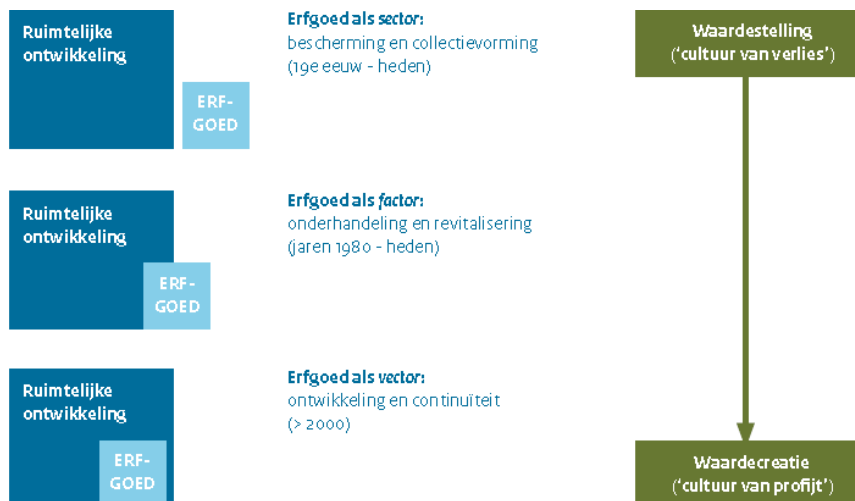 Ruimtelijke
ontwikkeling
ERF-
GOED
Erfgoed als sector:
bescherming en collectievorming
(19e eeuw - heden)
Waardestelling
(‘cultuur van verlies’)
Ruimtelijke
ontwikkeling
ERF-
GOED
Erfgoed als factor:
onderhandeling en revitalisering
(jaren 1980 - heden)
Ruimtelijke
ontwikkeling
ERF-
GOED
Erfgoed als vector:
ontwikkeling en continuïteit
(> 2000)
Waardecreatie
(‘cultuur van profijt’)